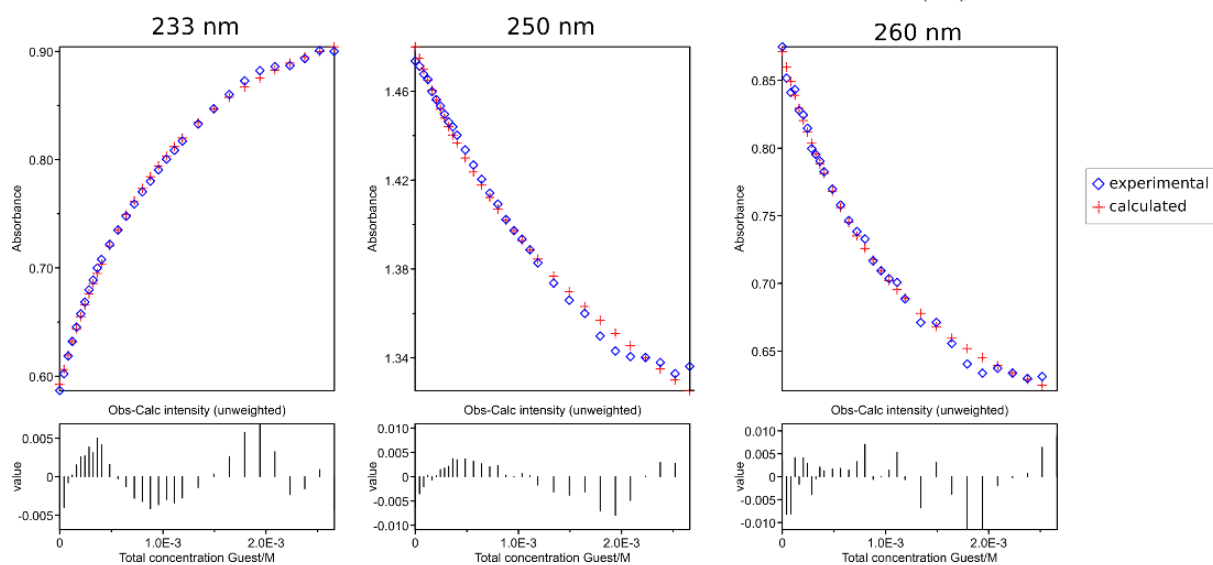 233 nm
250 nm
260 nm
0.90
0.80
0.70
0.60
Absorbance
1.46
1.42
1.38
1.34
Absorbance
0.85
0.80
0.75
0.70
0.65
Absorbance
experimental
calculated
Obs-Calc intensity (unweighted)
Obs-Calc intensity (unweighted)
Obs-Calc intensity (unweighted)
0.005
0.000
-0.005
value
0.010
0.005
0.000
-0.005
-0.010
value
0.010
0.005
0.000
-0.005
-0.010
value
0 1.0E-3 2.0E-3
0 1.0E-3 2.0E-3
0 1.0E-3 2.0E-3
Total concentration Guest/M
Total concentration Guest/M
Total concentration Guest/M